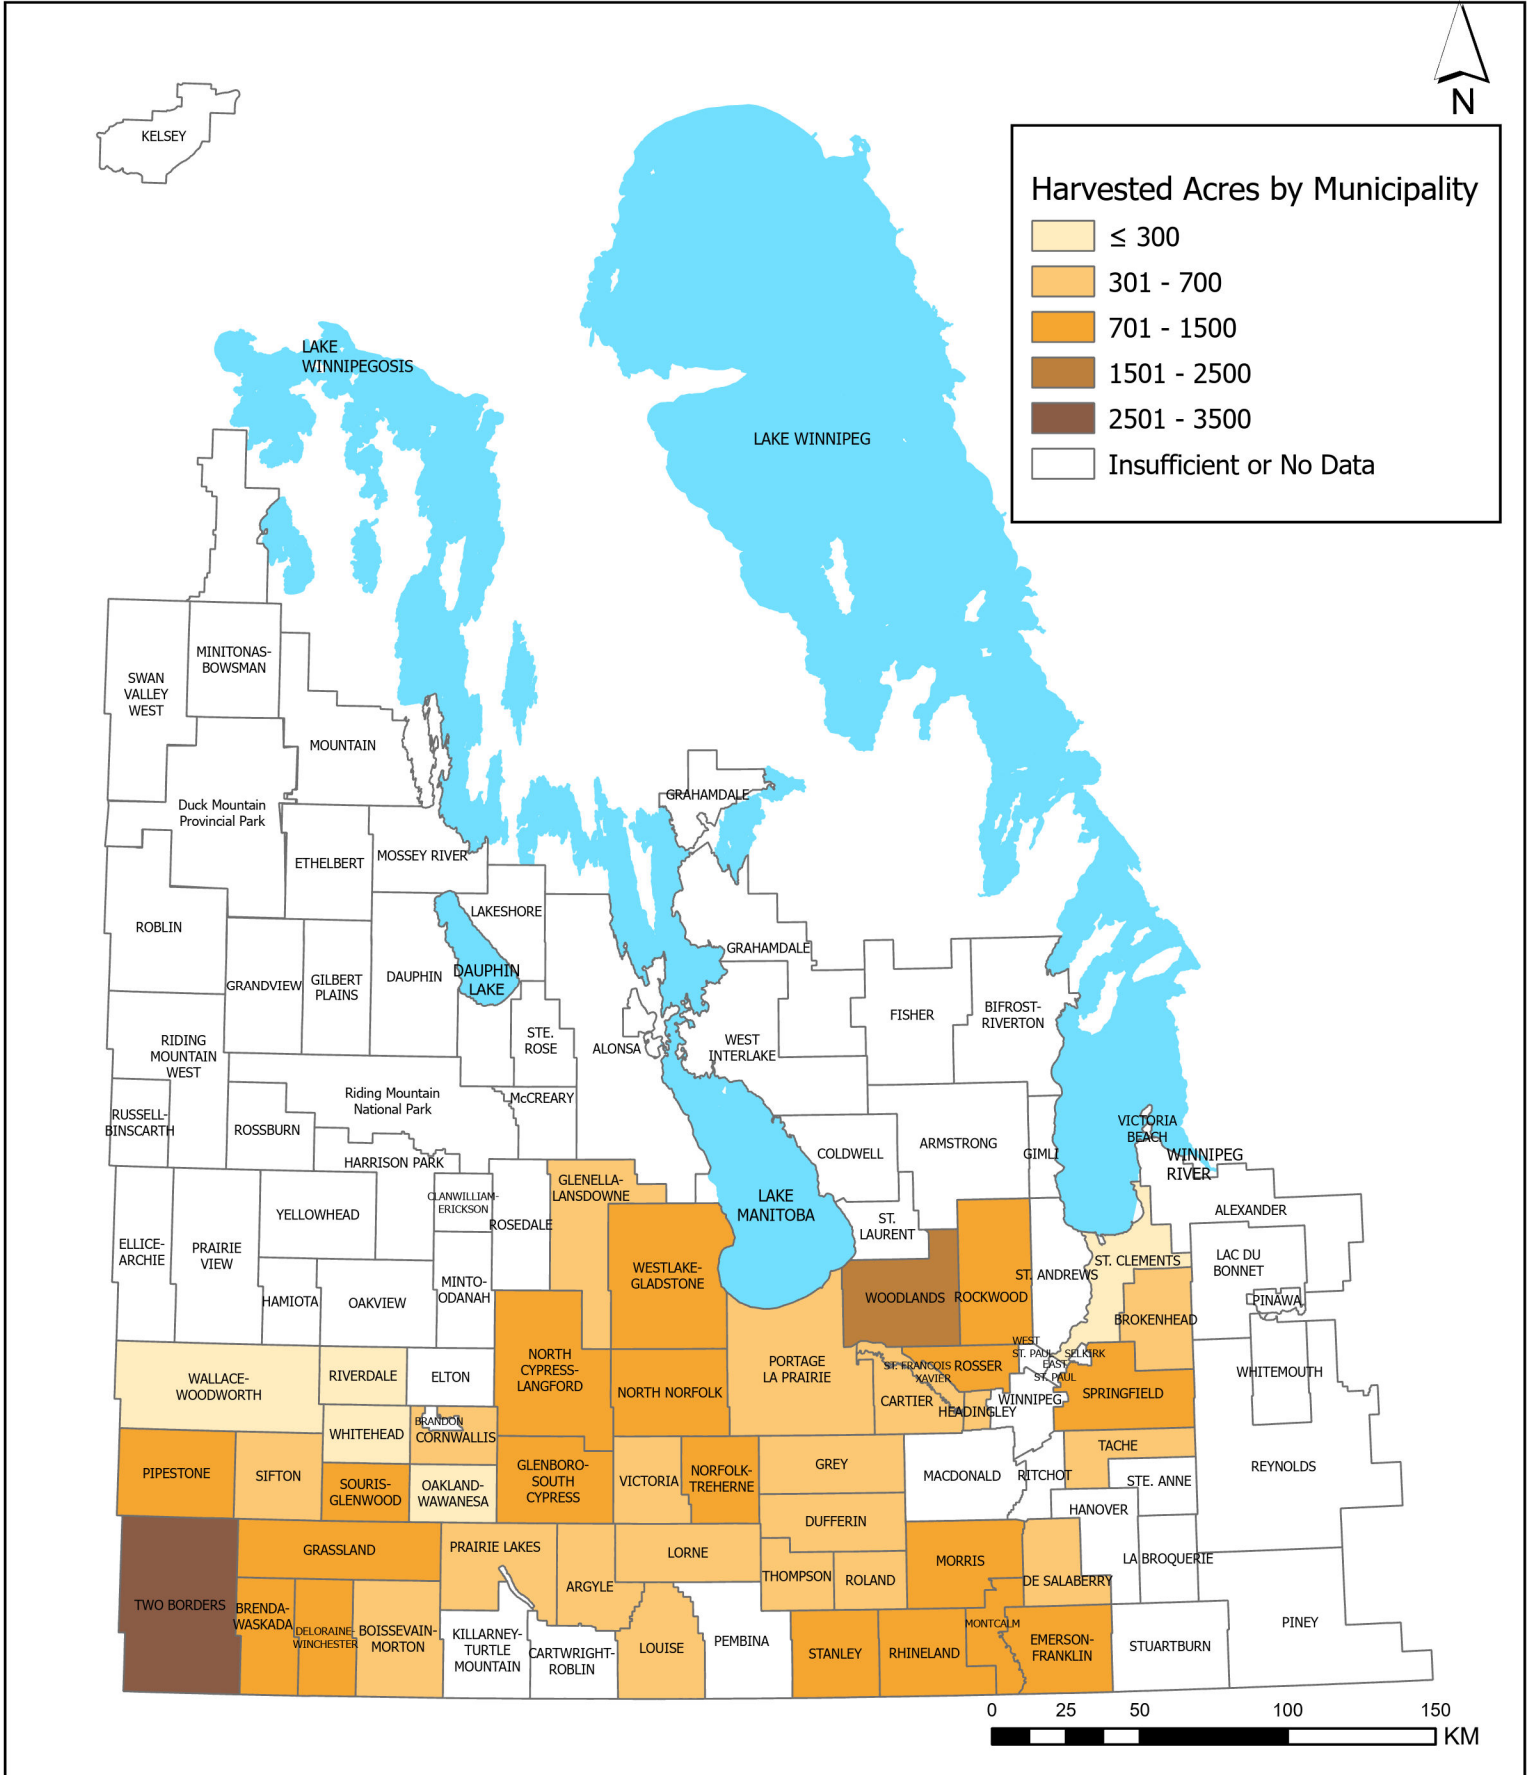 N
KELSEY
Harvested Acres by Municipality
≤ 300
301 - 700
701 - 1500
1501 - 2500
2501 - 3500
Insufficient or No Data
LAKE
WINNIPEGOSIS
LAKE WINNIPEG
MINITONAS-
BOWSMAN
SWAN
VALLEY
WEST
MOUNTAIN
Duck Mountain
Provincial Park
GRAHAMDALE
ETHELBERT
MOSSEY RIVER
ROBLIN
LAKESHORE
GRAHAMDALE
GRANDVIEW
GILBERT
PLAINS
DAUPHIN
DAUPHIN
LAKE
FISHER
BIFROST-
RIVERTON
RIDING
MOUNTAIN
WEST
STE.
ROSE
ALONSA
WEST
INTERLAKE
Riding Mountain
National Park
McCREARY
RUSSELL-
BINSCARTH
ROSSBURN
HARRISON PARK
COLDWELL
ARMSTRONG
GIMLI
VICTORIA
BEACH
WINNIPEG
RIVER
YELLOWHEAD
CLANWILLIAM-
ERICKSON
ROSEDALE
GLENELLA-
LANSDOWNE
LAKE
MANITOBA
ST.
LAURENT
ALEXANDER
ELLICE-
ARCHIE
PRAIRIE
VIEW
HAMIOTA
OAKVIEW
MINTO-
ODANAH
WESTLAKE-
GLADSTONE
WOODLANDS
ROCKWOOD
ST. ANDREWS
ST. CLEMENTS
LAC DU
BONNET
PINAWA
BROKENHEAD
WALLACE-
WOODWORTH
RIVERDALE
ELTON
NORTH
CYPRESS-
LANGFORD
NORTH NORFOLK
PORTAGE
LA PRAIRIE
ST. FRANCOIS
XAVIER
ROSSER
WEST
ST. PAUL
SELKIRK
EAST
ST. PAUL
WHITEMOUTH
CARTIER
HEADINGLEY
WINNIPEG
SPRINGFIELD
WHITEHEAD
BRANDON
CORNWALLIS
PIPESTONE
SIFTON
SOURIS-
GLENWOOD
OAKLAND-
WAWANESA
GLENBORO-
SOUTH
CYPRESS
VICTORIA
NORFOLK-
TREHERNE
GREY
MACDONALD
RITCHOT
TACHE
STE. ANNE
REYNOLDS
HANOVER
DUFFERIN
GRASSLAND
PRAIRIE LAKES
LORNE
MORRIS
LA BROQUERIE
TWO BORDERS
ARGYLE
THOMPSON
ROLAND
DE SALABERRY
BRENDA-
WASKADA
DELORAINE-
WINCHESTER
BOISSEVAIN-
MORTON
KILLARNEY-
TURTLE
MOUNTAIN
CARTWRIGHT-
ROBLIN
LOUISE
PEMBINA
STANLEY
RHINELAND
MONTCALM
EMERSON-
FRANKLIN
STUARTBURN
PINEY
0 25 50 100 150
KM